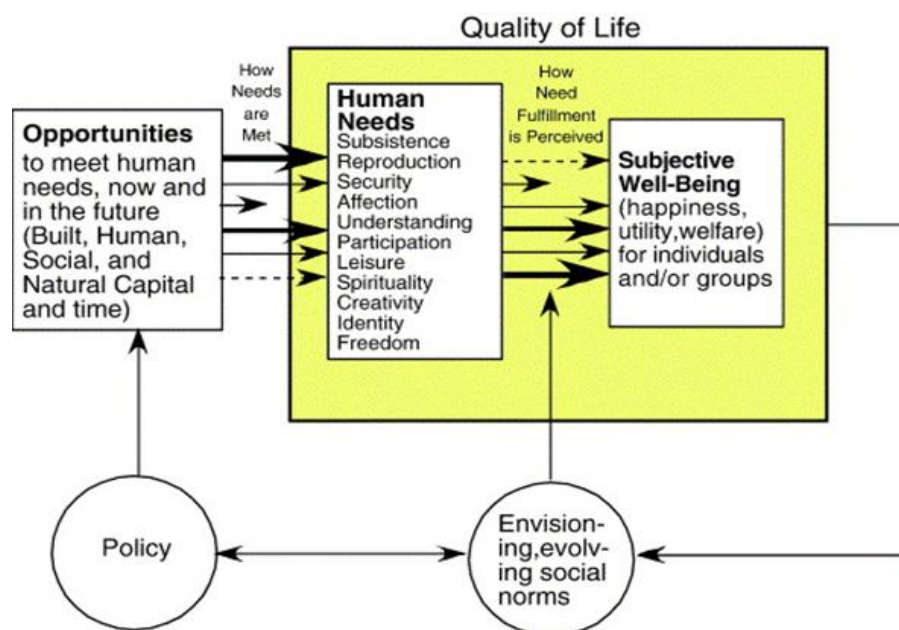 Quality of Life
How
Needs
are
Met
How
Need
Fulfillment
is Perceived
Opportunities
to meet human
needs, now and
in the future
(Built, Human,
Social, and
Natural Capital
and time)
Human
Needs
Subsistence
Reproduction
Security
Affection
Understanding
Participation
Leisure
Spirituality
Creativity
Identity
Freedom
Subjective
Well-Being
(happiness,
utility,welfare)
for individuals
and/or groups
Policy
Envision-
ing,evolv-
ing social
norms